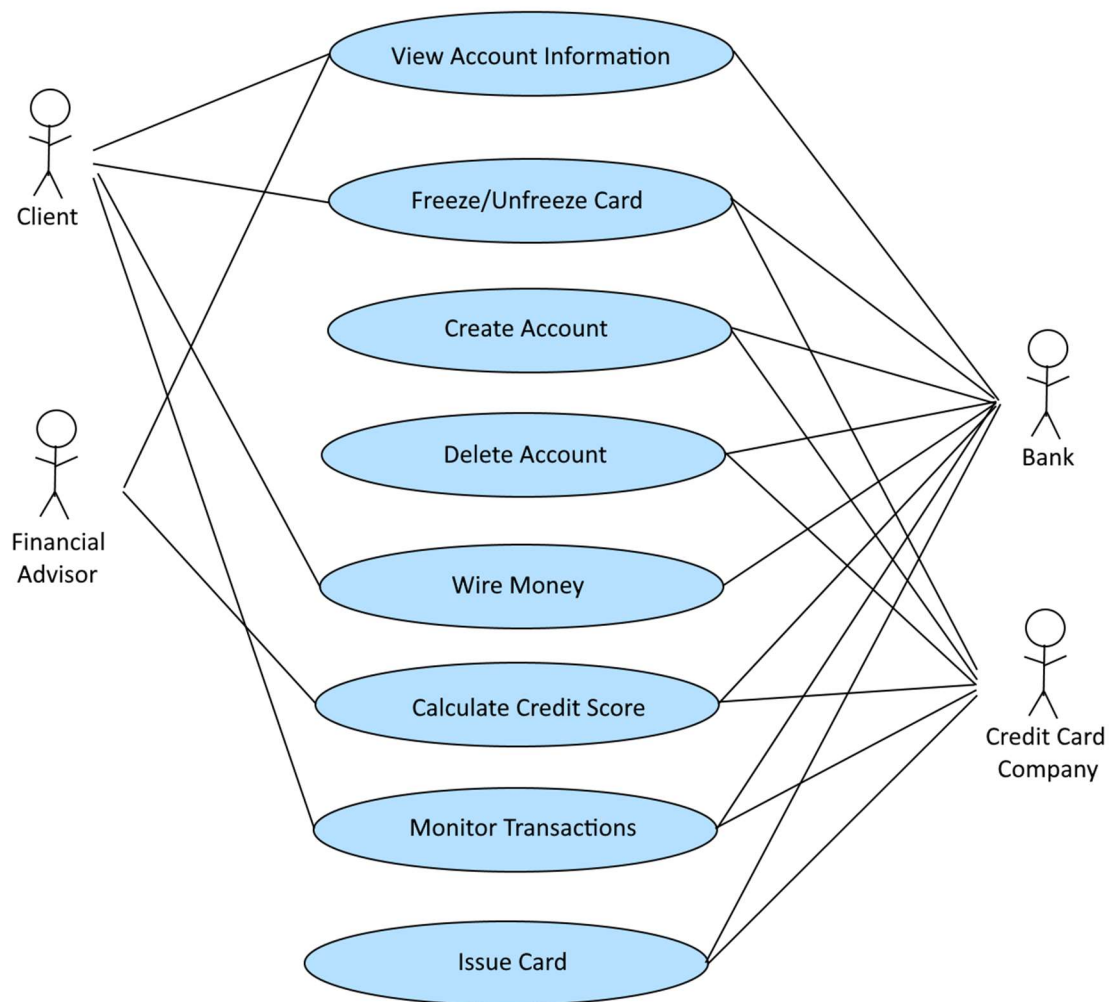 View Account Information
Client
Freeze/Unfreeze Card
Create Account
Bank
Delete Account
Financial
Advisor
Wire Money
Calculate Credit Score
Credit Card
Company
Monitor Transactions
Issue Card